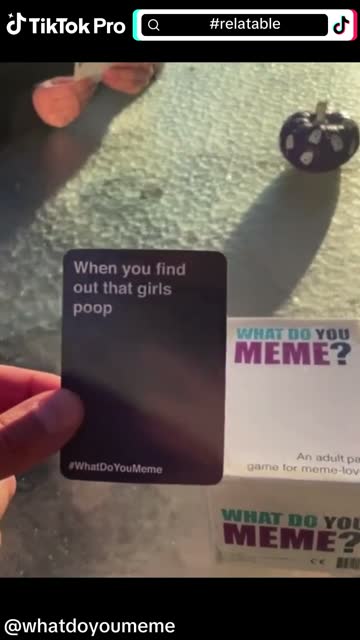 TikTok Pro
#relatable
When you find
out that girls
poop
#WhatDoYouMeme
WHAT DO YOU
MEME?
An adult pa
game for meme-lov
WHAT DO YOU
MEME?
@whatdoyoumeme